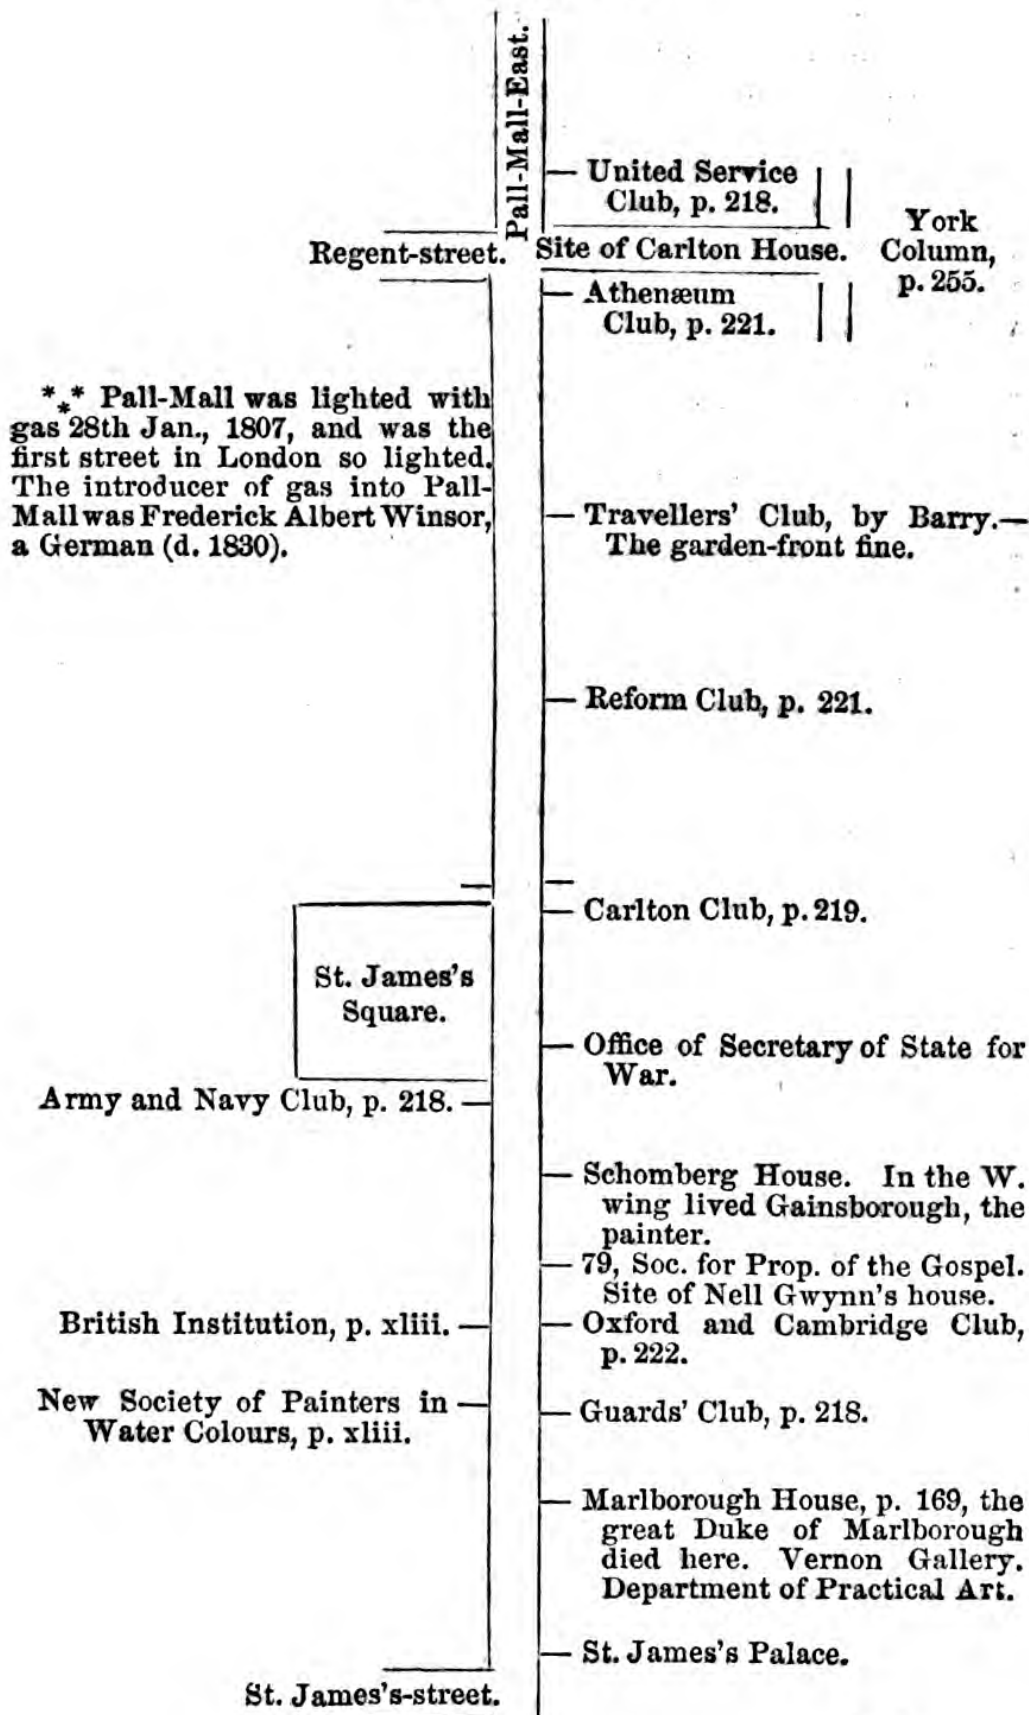 Pall-Mall-East.
United Service
Club, p. 218.
York
Column,
p. 255.
Regent-street.
Site of Carlton House.
Athenæum
Club, p. 221.
*⁎* Pall-Mall was lighted with
gas 28th Jan., 1807, and was the
first street in London so lighted.
The introducer of gas into Pall-
Mall was Frederick Albert Winsor,
a German (d. 1830).
Travellers' Club, by Barry.—
The garden-front fine.
Reform Club, p. 221.
Carlton Club, p. 219.
St. James's
Square.
Office of Secretary of State for
War.
Army and Navy Club, p. 218.
Schomberg House. In the W.
wing lived Gainsborough, the
painter.
79, Soc. for Prop. of the Gospel.
Site of Nell Gwynn's house.
British Institution, p. xliii.
Oxford and Cambridge Club,
p. 222.
New Society of Painters in
Water Colours, p. xliii.
Guards' Club, p. 218.
Marlborough House, p. 169, the
great Duke of Marlborough
died here. Vernon Gallery.
Department of Practical Art.
St. James's Palace.
St. James's-street.